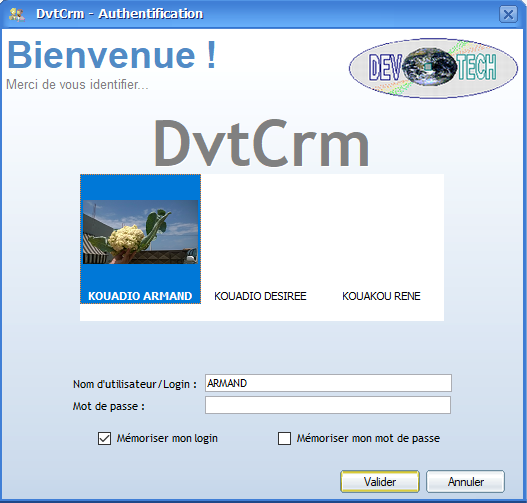 DvtCrm - Authentification
Bienvenue !
Merci de vous identifier...
DEV TECH
DvtCrm
KOUADIO ARMAND KOUADIO DESIREE KOUAKOU RENE
Nom d'utilisateur/Login : ARMAND
Mot de passe :
Mémoriser mon login Mémoriser mon mot de passe
Valider Annuler